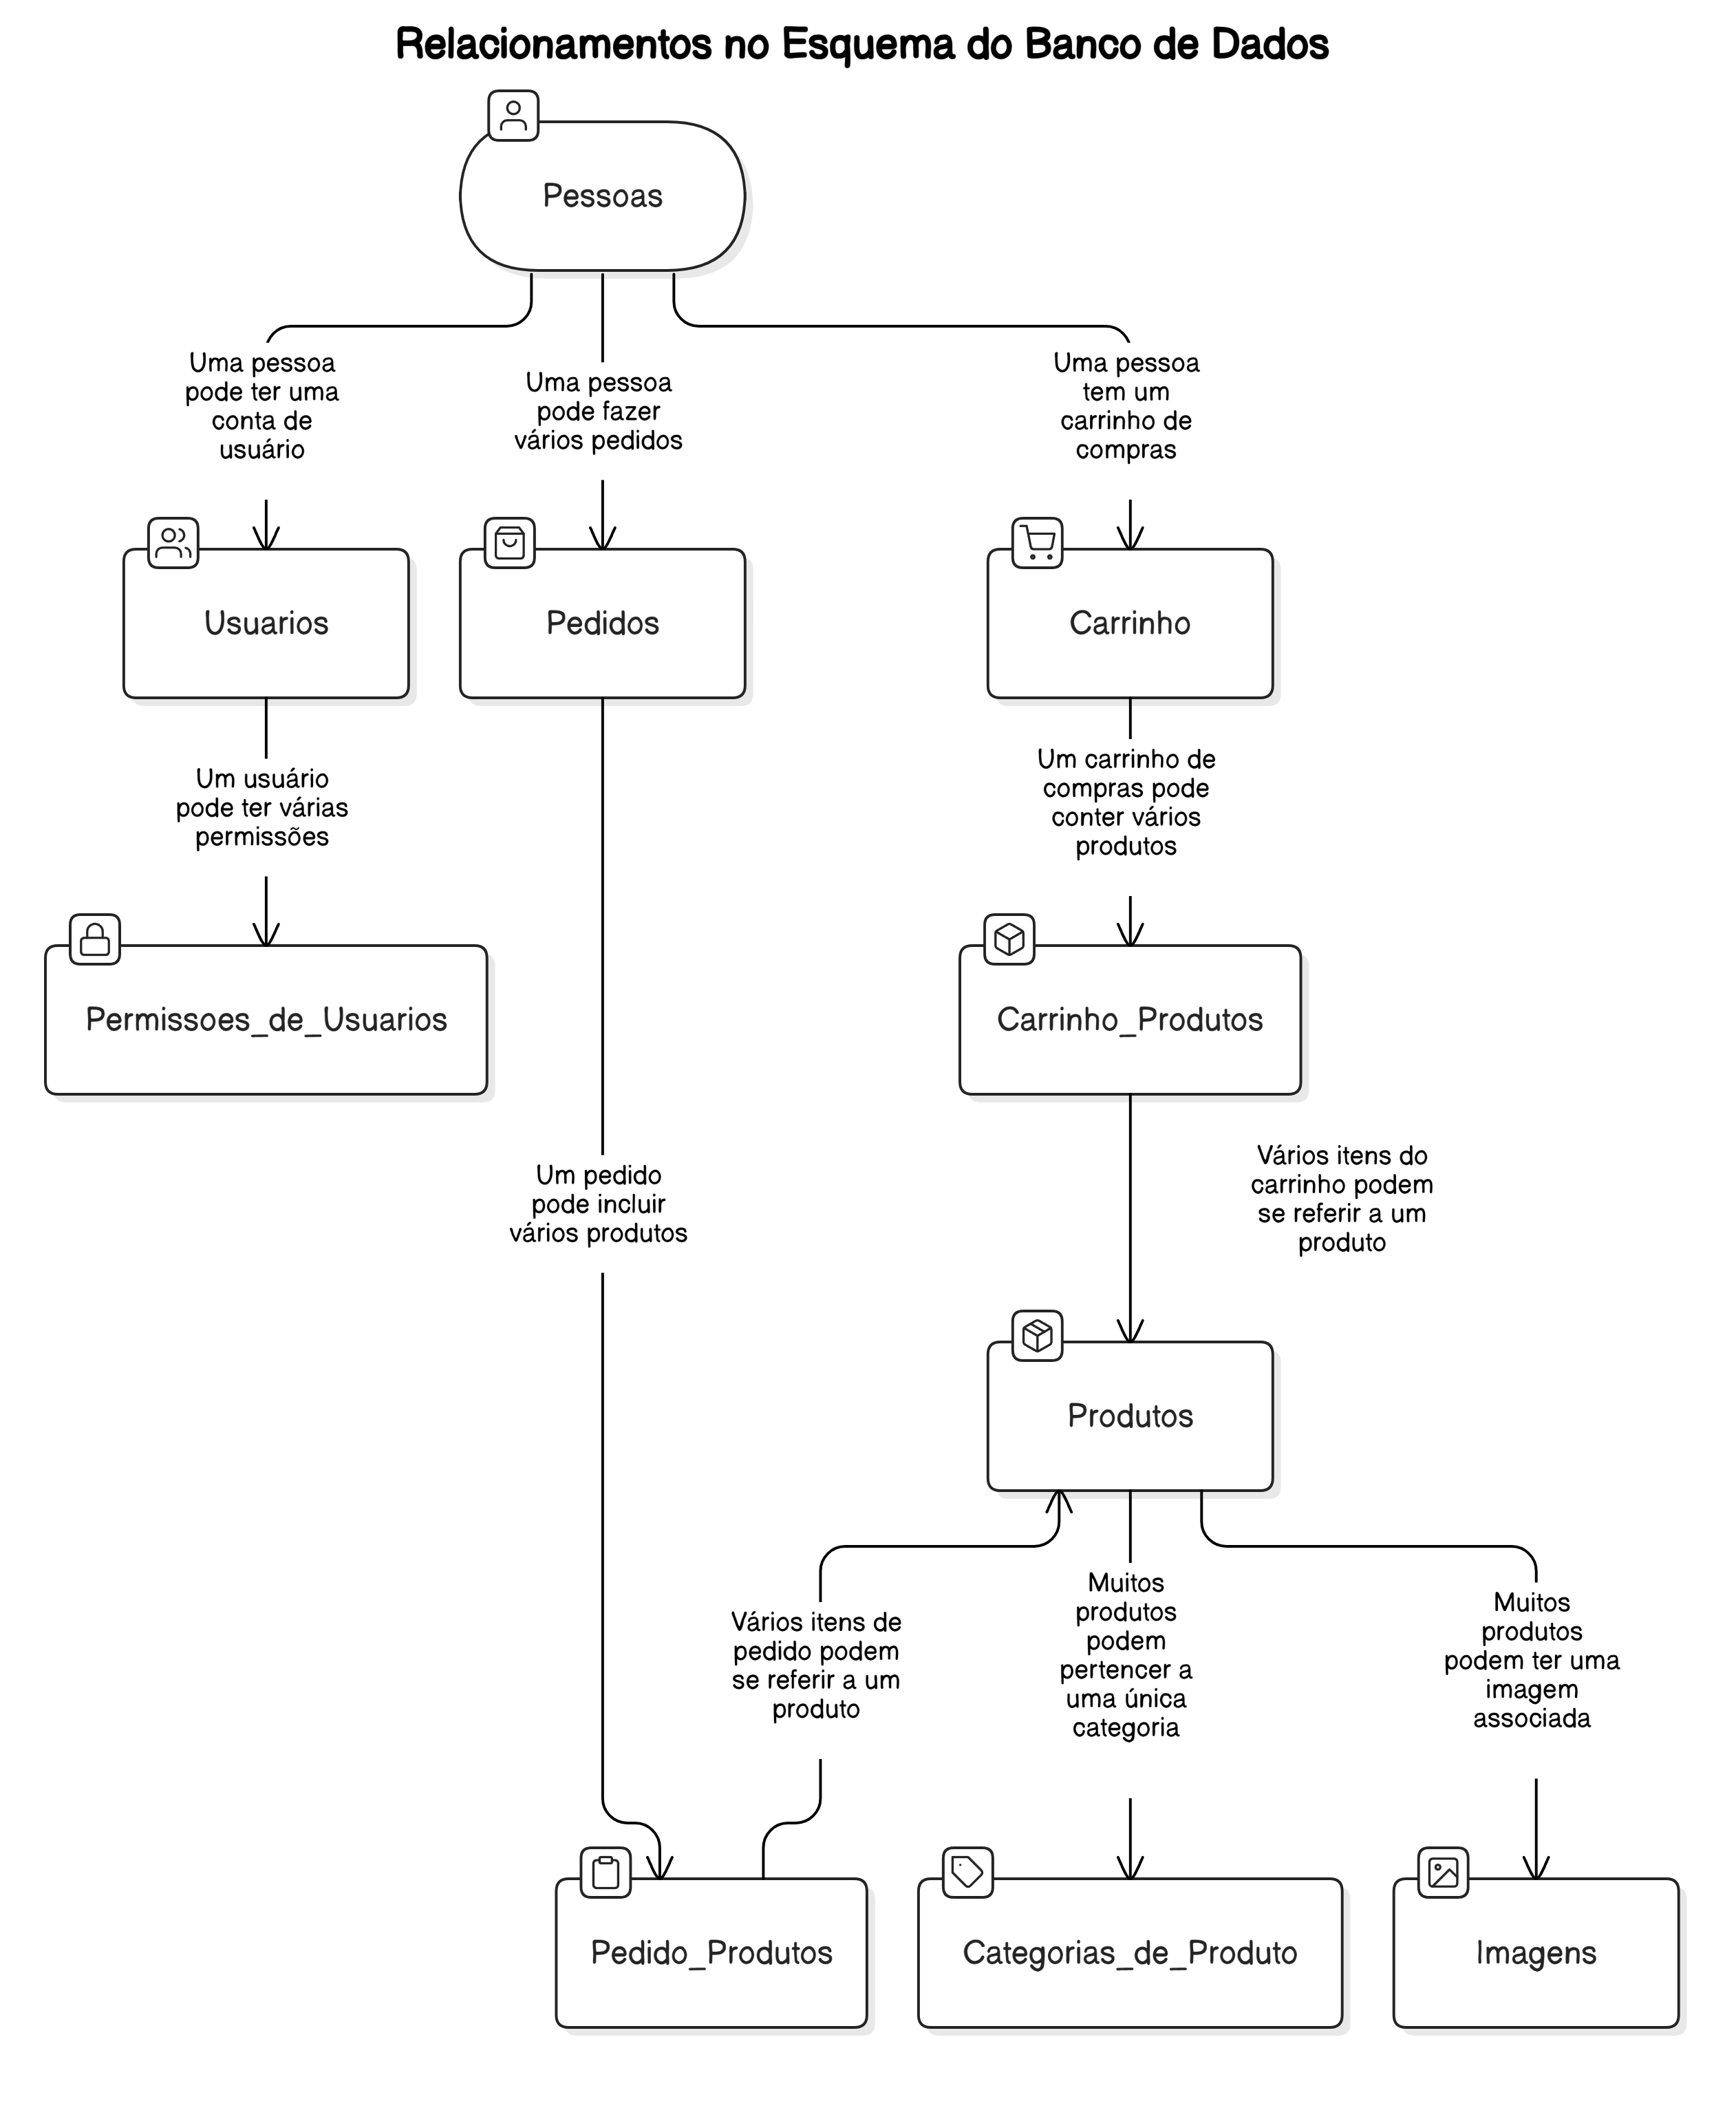 Relacionamentos no Esquema do Banco de Dados
Pessoas
Uma pessoa
pode ter uma
conta de
usuário
Uma pessoa
pode fazer
vários pedidos
Uma pessoa
tem um
carrinho de
compras
Usuarios
Pedidos
Carrinho
Um usuário
pode ter várias
permissões
Um carrinho de
compras pode
conter vários
produtos
Permissoes_de_Usuarios
Carrinho_Produtos
Um pedido
pode incluir
vários produtos
Vários itens do
carrinho podem
se referir a um
produto
Produtos
Vários itens de
pedido podem
se referir a um
produto
Muitos
produtos
podem
pertencer a
uma única
categoria
Muitos
produtos
podem ter uma
imagem
associada
Pedido_Produtos
Categorias_de_Produto
Imagens